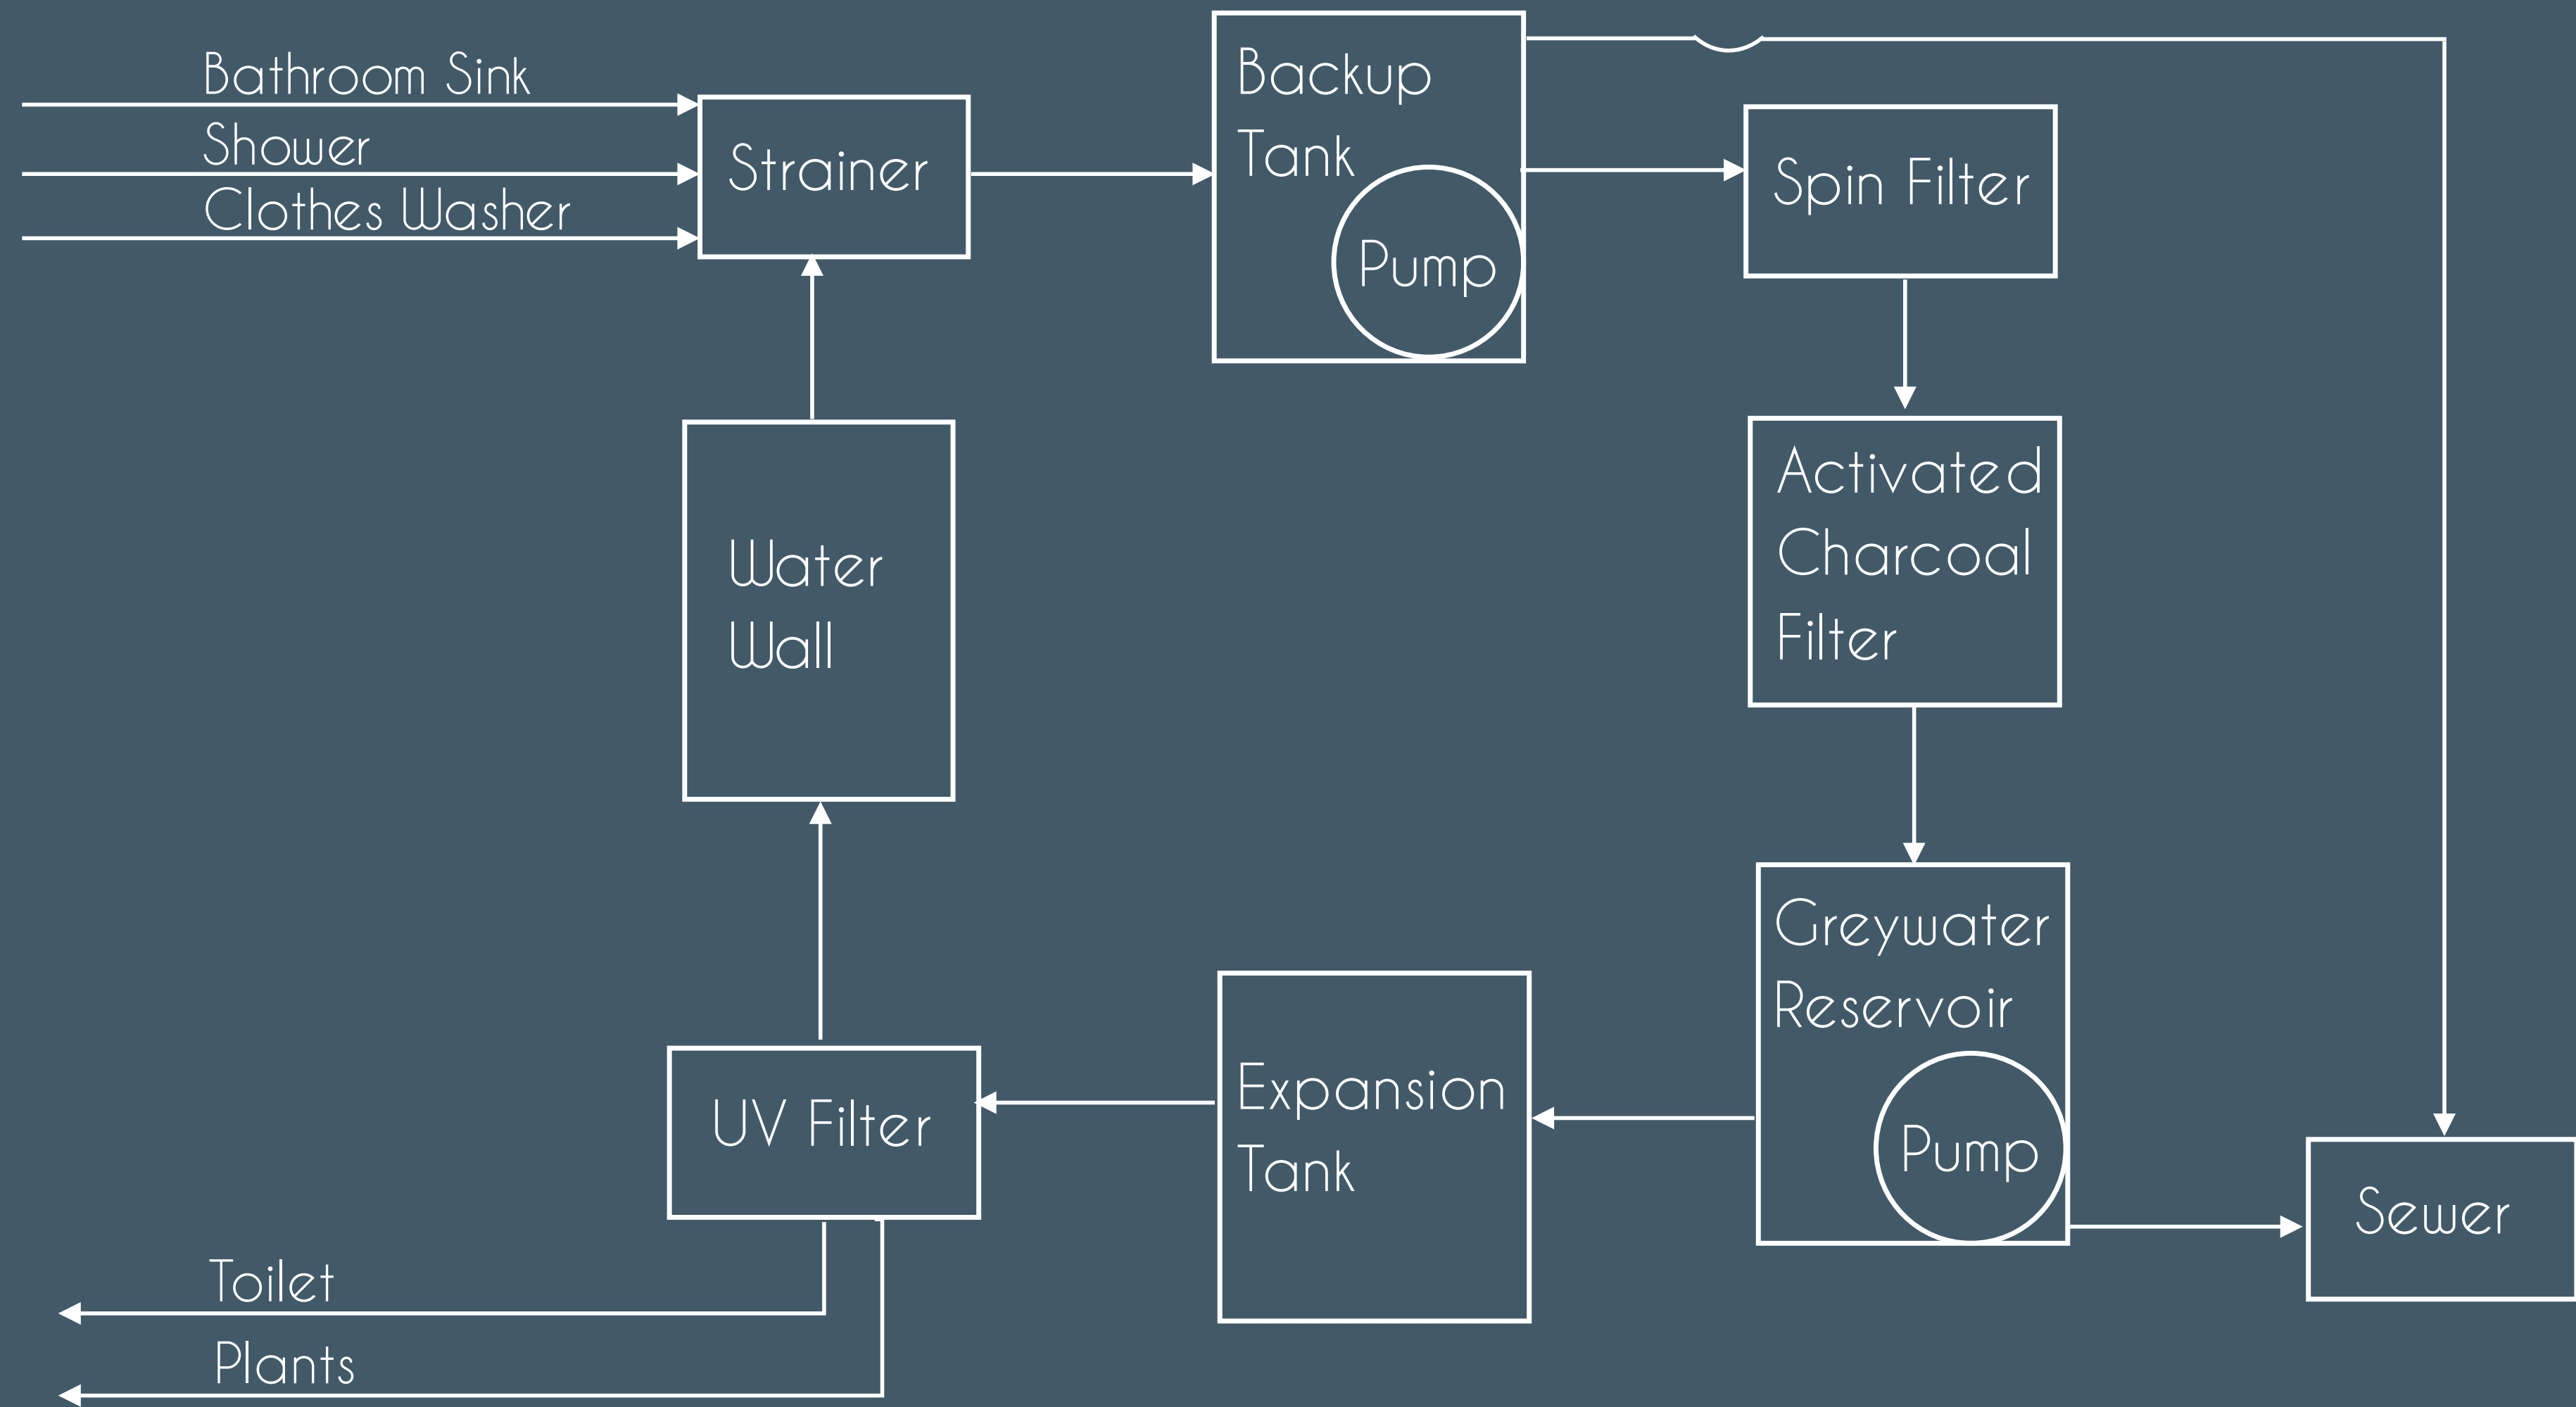 Bathroom Sink
Shower
Clothes Washer
Strainer
Backup
Tank
Pump
Spin Filter
Activated
Charcoal
Filter
Water
Wall
Greywater
Reservoir
Pump
Expansion
Tank
UV Filter
Sewer
Toilet
Plants